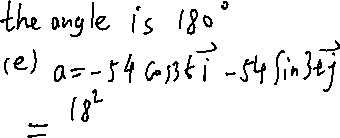 the angle is 180°
(e) a = -54 cos3t i⃗ - 54 sin3t j⃗
= 18²